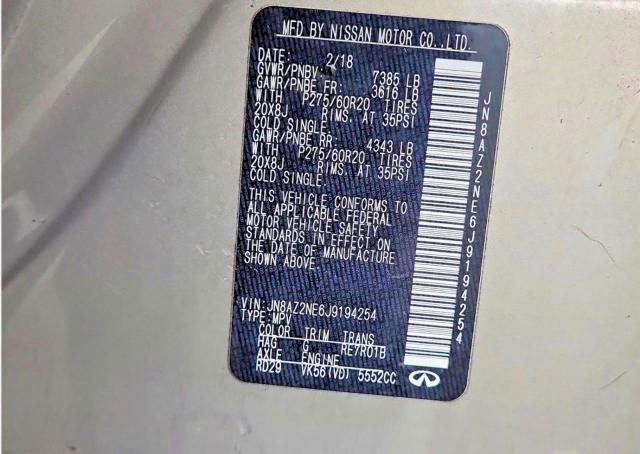 MFD BY NISSAN MOTOR CO.,LTD.
DATE: 2/18
GVWR/PNBV: 7385 LB
GAWR/PNBE FR: 3616 LB
WITH P275/60R20 TIRES
20X8J RIMS. AT 35PSI
COLD SINGLE.
GAWR/PNBE RR. 4343 LB
WITH. P275/60R20 TIRES
20X8J RIMS. AT 35PSI
COLD SINGLE.
THIS VEHICLE CONFORMS TO
ALL APPLICABLE FEDERAL
MOTOR VEHICLE SAFETY
STANDARDS IN EFFECT ON
THE DATE OF MANUFACTURE
SHOWN ABOVE.
VIN:JN8AZ2NE6J9194254
TYPE:MPV
COLOR TRIM TRANS
HAG G RE7R01B
AXLE ENGINE
RD29 VK56(VD) 5552CC
JN8AZ2NE6J9194254